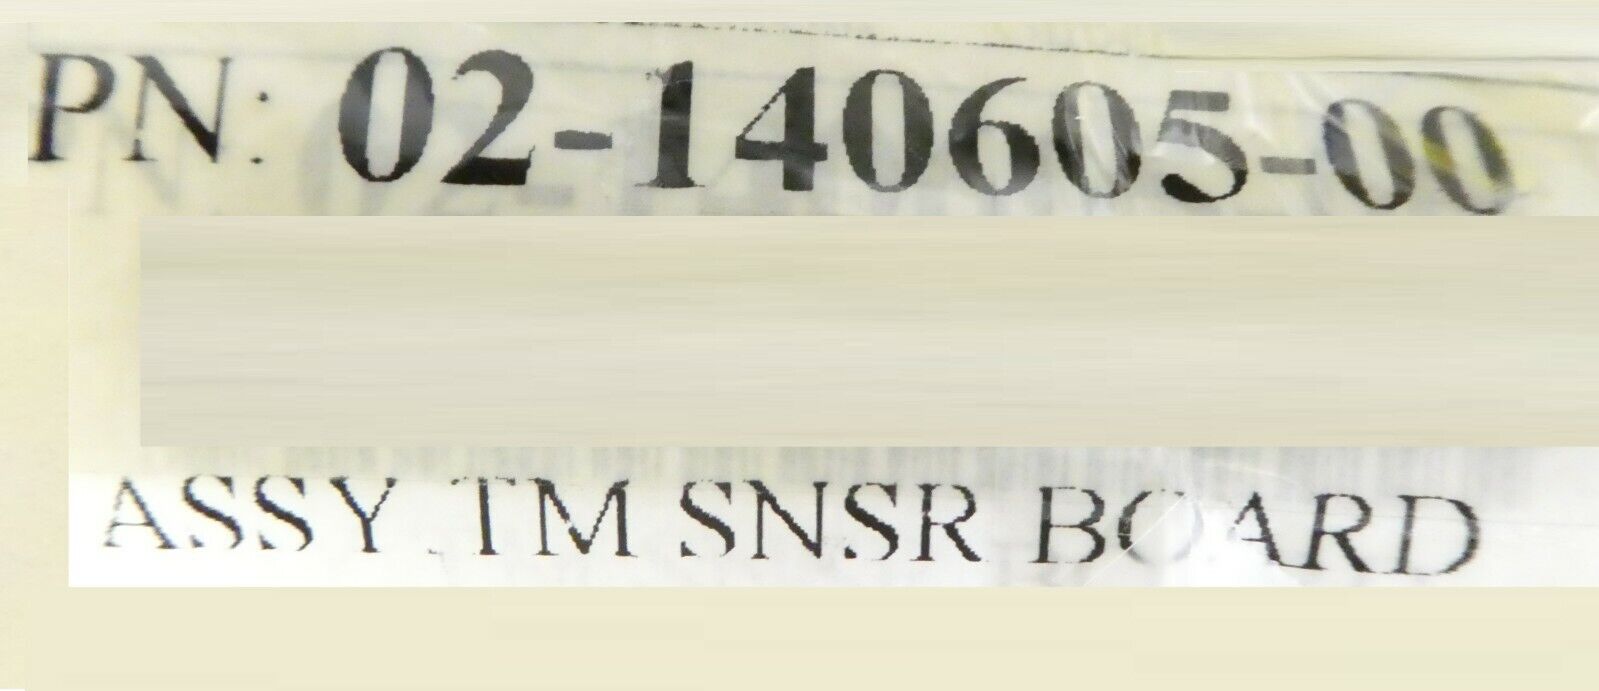 PN: 02-140605-00
ASSY TM SNSR BOARD